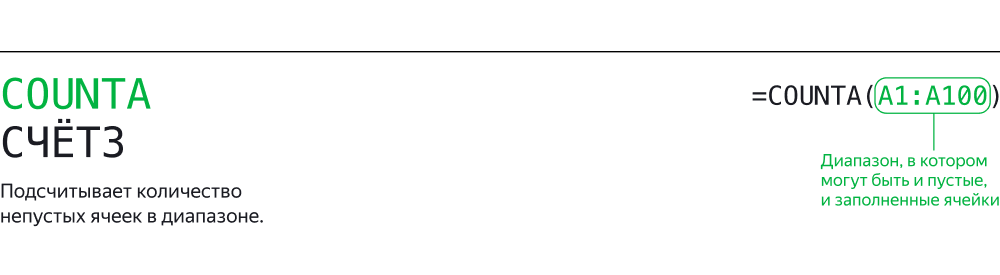 COUNTA
СЧЁТЗ
Подсчитывает количество
непустых ячеек в диапазоне.
=COUNTA(A1:A100)
Диапазон, в котором
могут быть и пустые,
и заполненные ячейки